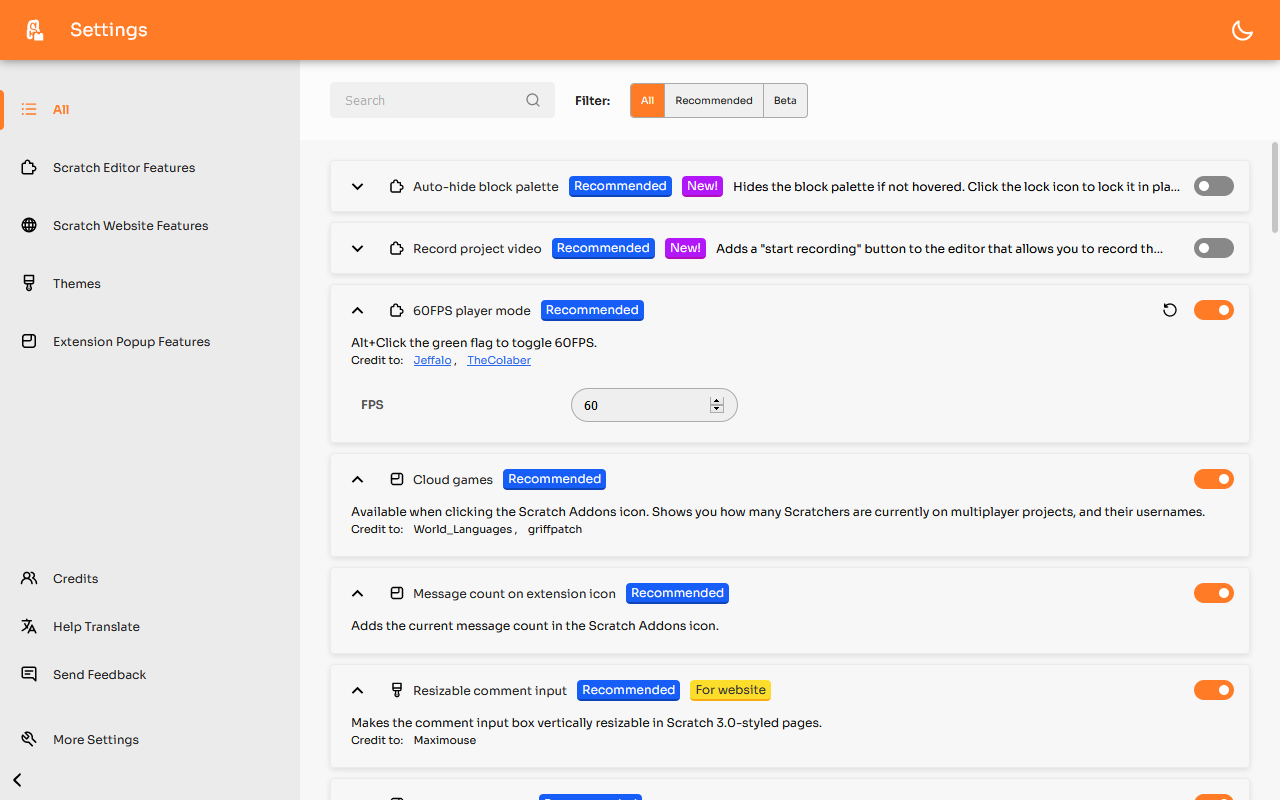 Settings
All
Scratch Editor Features
Scratch Website Features
Themes
Extension Popup Features
Credits
Help Translate
Send Feedback
More Settings
Search
Filter: All Recommended Beta
Auto-hide block palette Recommended New! Hides the block palette if not hovered. Click the lock icon to lock it in pla...
Record project video Recommended New! Adds a "start recording" button to the editor that allows you to record th...
60FPS player mode Recommended
Alt+Click the green flag to toggle 60FPS.
Credit to: Jeffalo, TheColaber
FPS 60
Cloud games Recommended
Available when clicking the Scratch Addons icon. Shows you how many Scratchers are currently on multiplayer projects, and their usernames.
Credit to: World_Languages, griffpatch
Message count on extension icon Recommended
Adds the current message count in the Scratch Addons icon.
Resizable comment input Recommended For website
Makes the comment input box vertically resizable in Scratch 3.0-styled pages.
Credit to: Maximouse